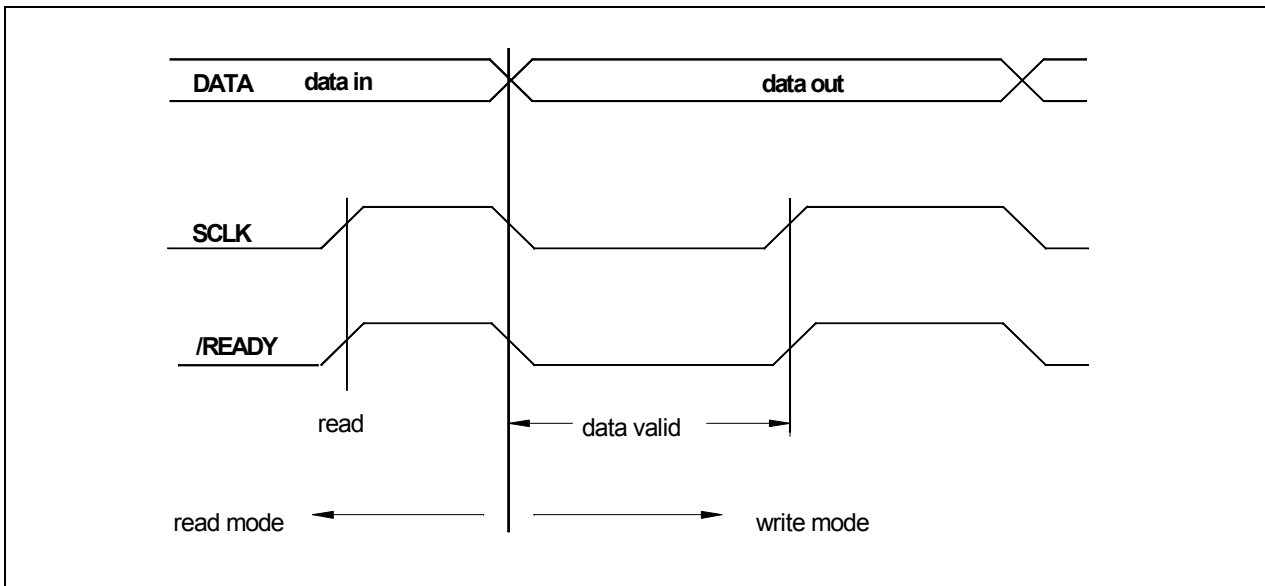 DATA data in data out
SCLK
/READY
read data valid
read mode write mode